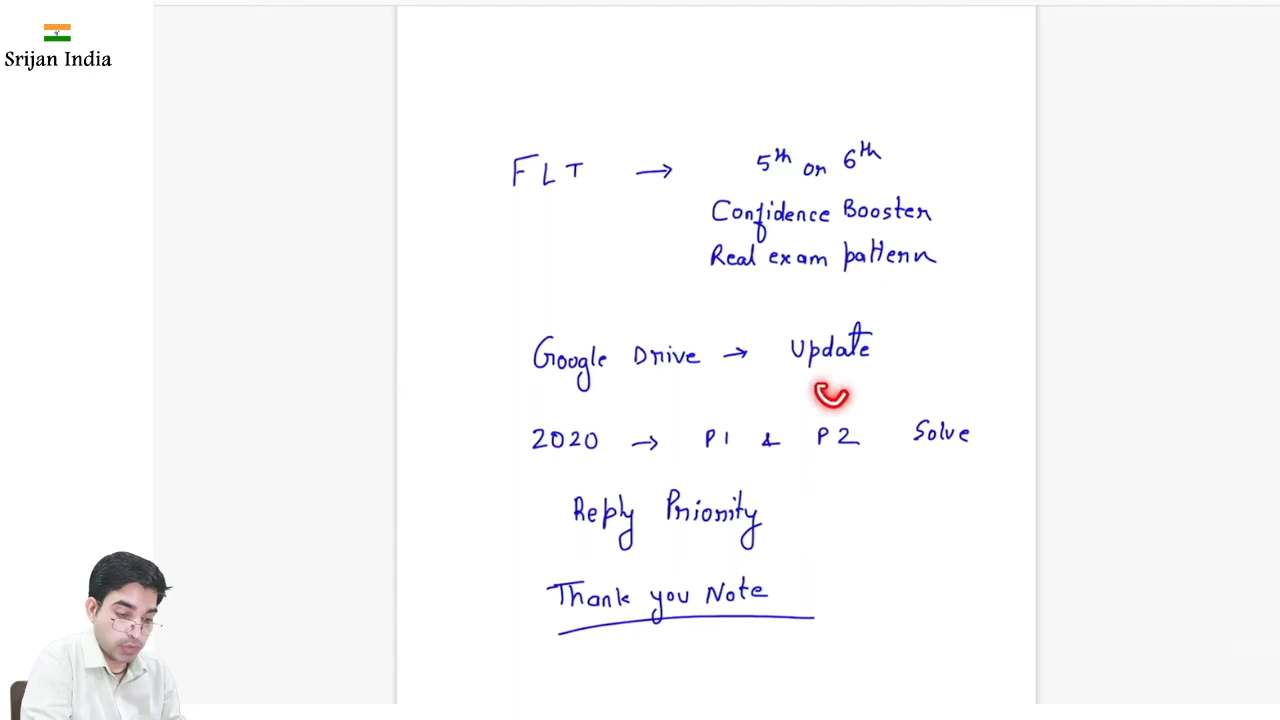 Srijan India
FLT → 5th or 6th
Confidence Booster
Real exam pattern
Google Drive → Update
2020 → P1 & P2 Solve
Reply Priority
Thank you Note